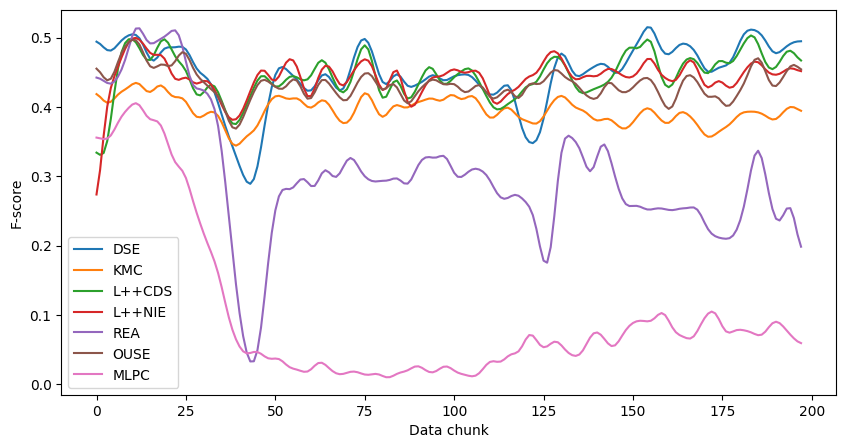 F-score
0.5
0.4
0.3
0.2
0.1
0.0
DSE
KMC
L++CDS
L++NIE
REA
OUSE
MLPC
0 25 50 75 100 125 150 175 200
Data chunk